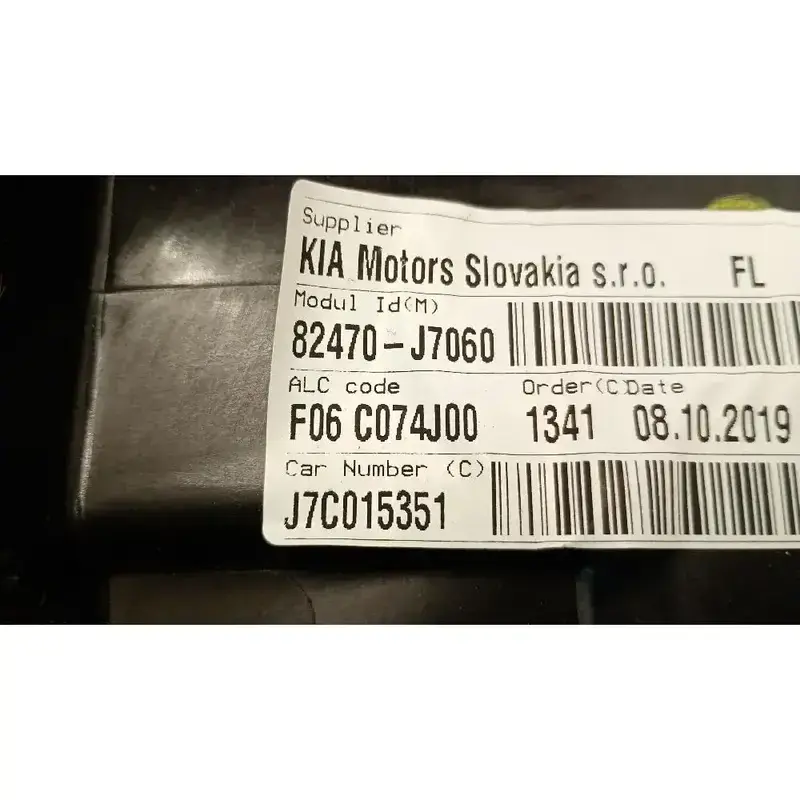 Supplier
KIA Motors Slovakia s.r.o. FL
Modul Id(M)
82470-J7060
ALC code Order(C)Date
F06 C074J00 1341 08.10.2019
Car Number (C)
J7C015351